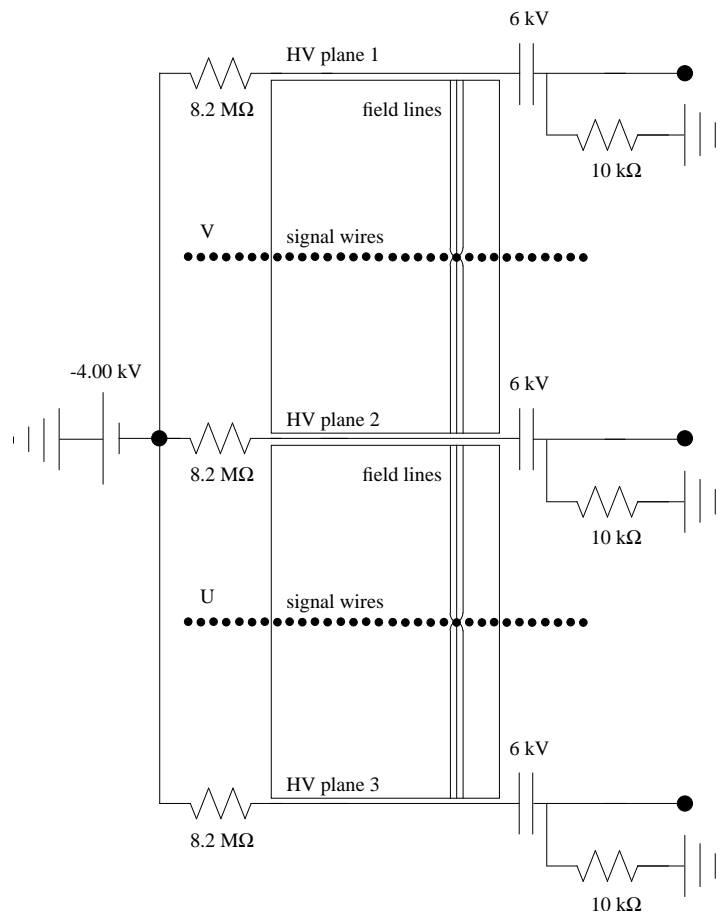 6 kV
HV plane 1
8.2 MΩ
field lines
10 kΩ
V
signal wires
-4.00 kV
6 kV
HV plane 2
8.2 MΩ
field lines
10 kΩ
U
signal wires
6 kV
HV plane 3
8.2 MΩ
10 kΩ